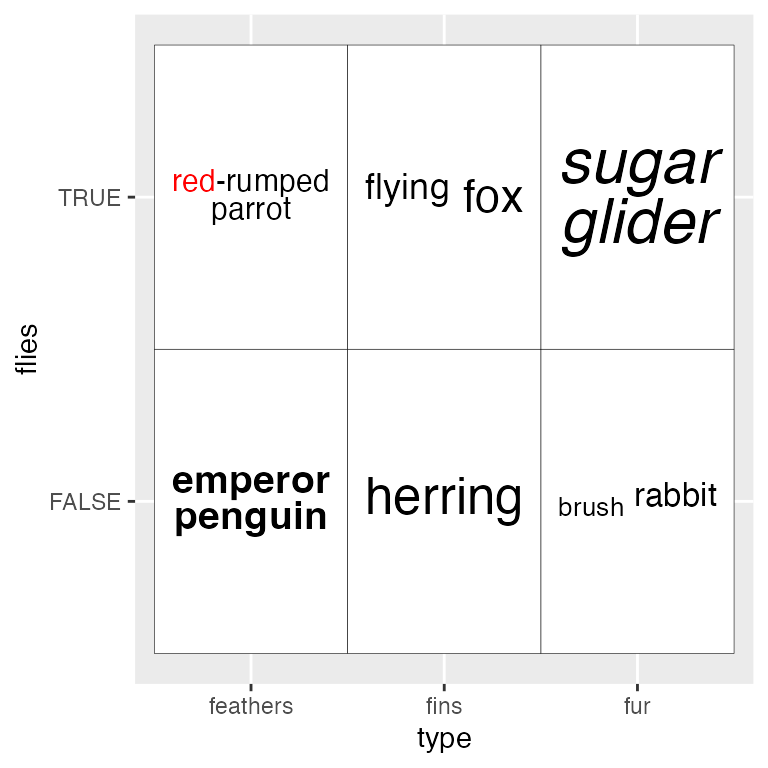 flies
TRUE
red-rumped
parrot
flying fox
sugar
glider
FALSE
emperor
penguin
herring
brush rabbit
feathers
fins
fur
type